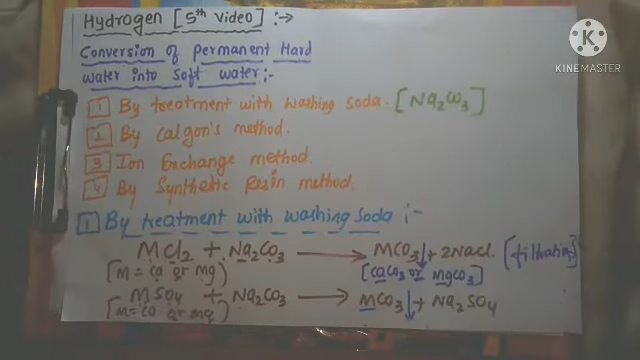 Hydrogen [5th video] :→
KINEMASTER
Conversion of permanent Hard
water into soft water:-
1 By treatment with washing soda. [Na2CO3]
2 By calgon's method.
3 Ion Exchange method.
4 By Synthetic Resin method.
1 By treatment with washing Soda :-
MCl2 + Na2CO3 → MCO3↓ + 2NaCl. [filtration]
[M = Ca or Mg] [CaCO3 or MgCO3]
MSO4 + Na2CO3 → MCO3↓ + Na2SO4
[M = Ca or Mg]